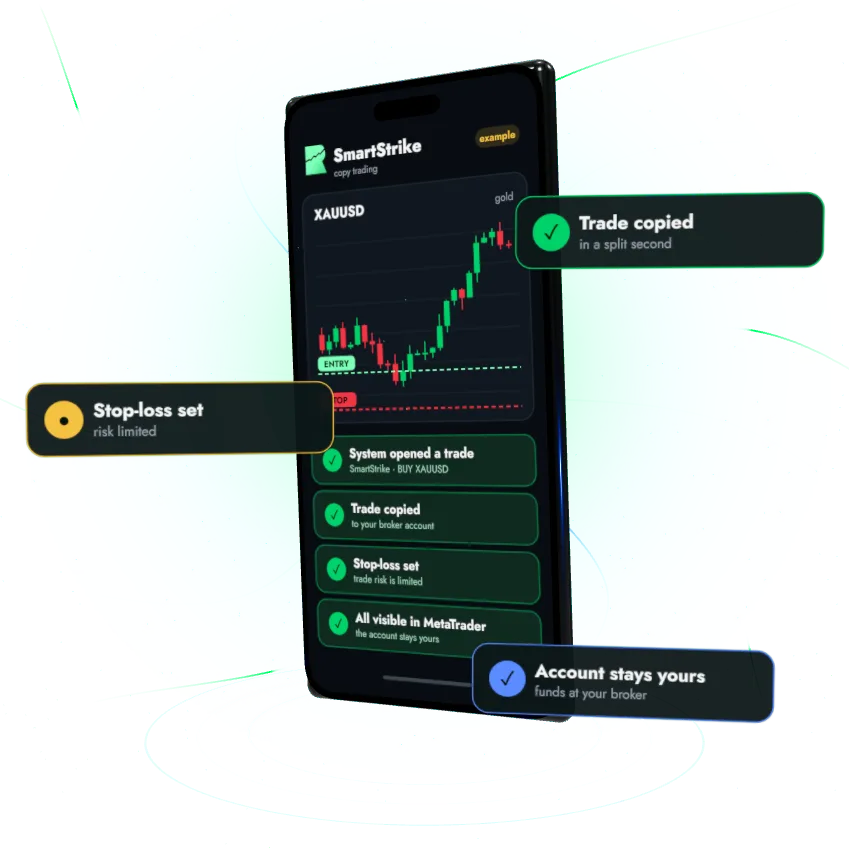 SmartStrike
copy trading
example
XAUUSD
gold
Trade copied
in a split second
ENTRY
Stop-loss set
risk limited
System opened a trade
SmartStrike · BUY XAUUSD
Trade copied
to your broker account
Stop-loss set
trade risk is limited
All visible in MetaTrader
the account stays yours
Account stays yours
funds at your broker